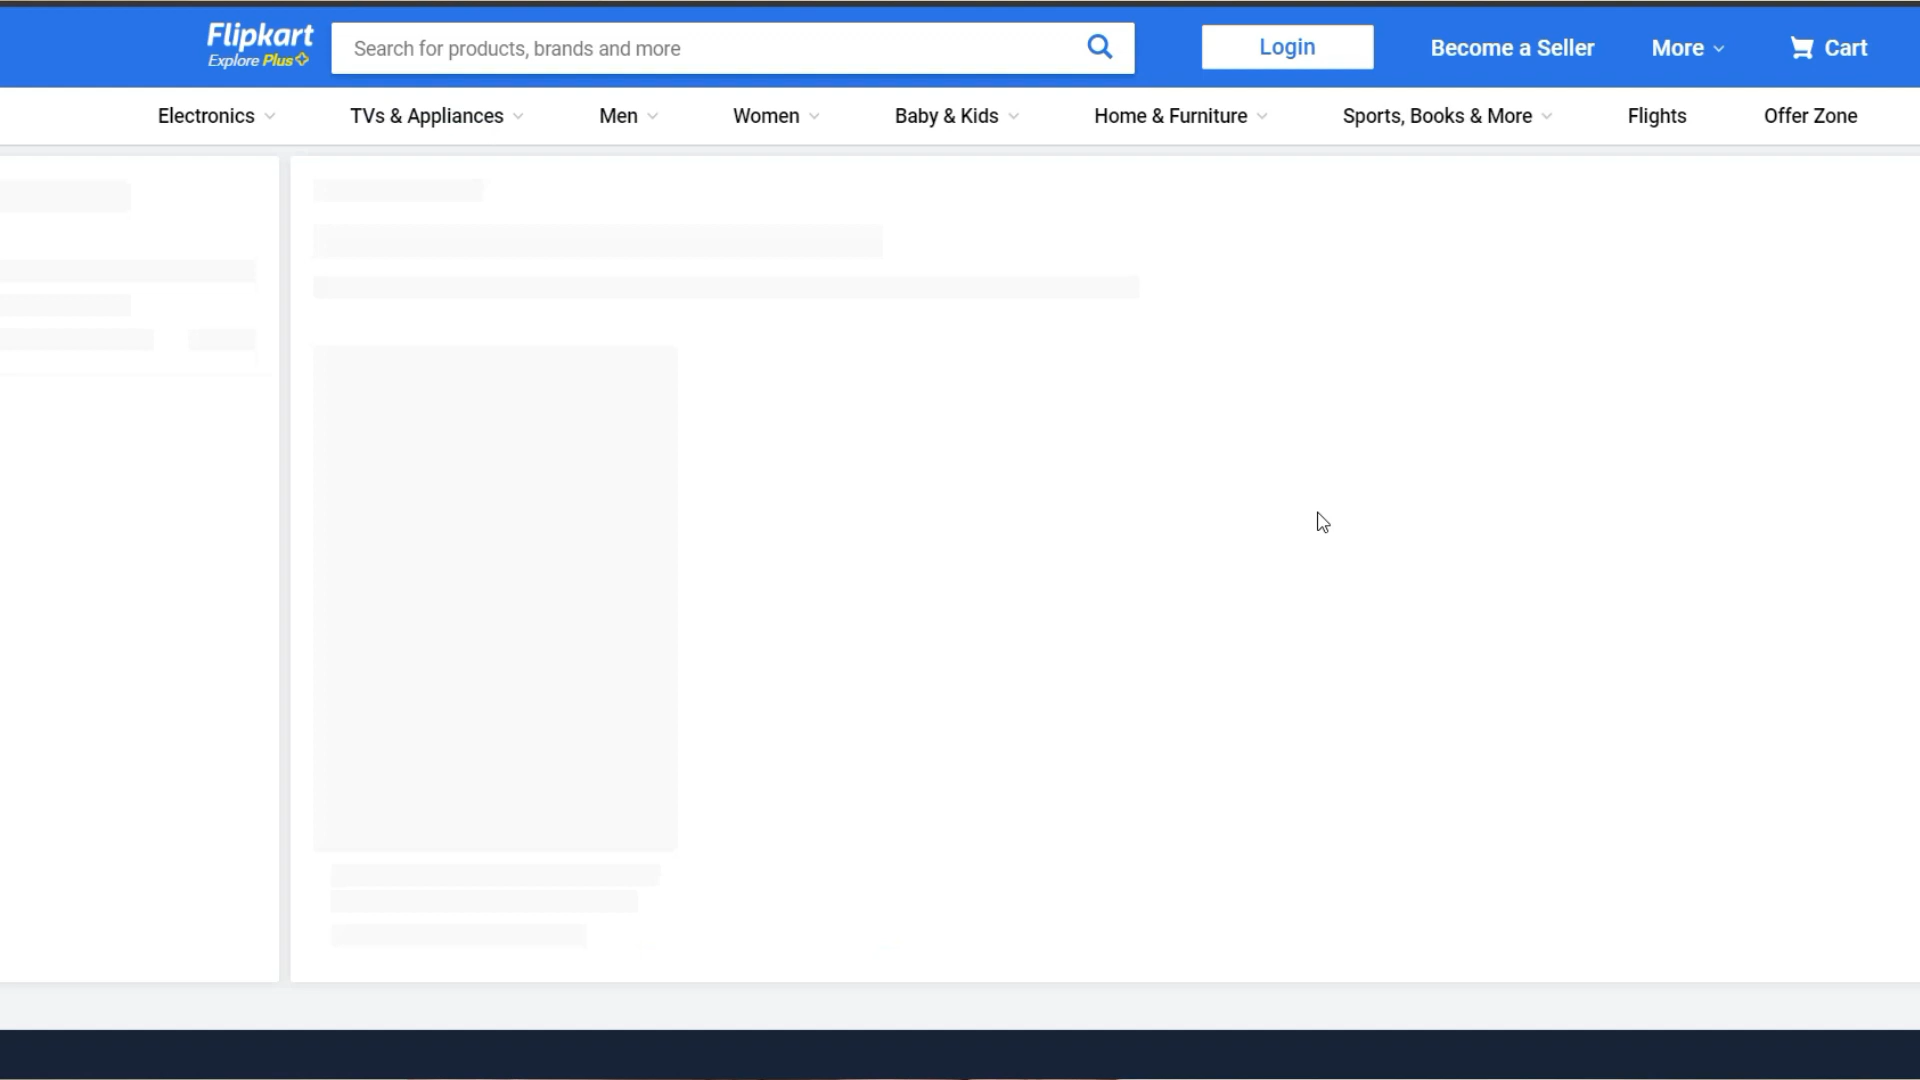 Flipkart
Explore Plus
Search for products, brands and more
Login
Become a Seller
More
Cart
Electronics
TVs & Appliances
Men
Women
Baby & Kids
Home & Furniture
Sports, Books & More
Flights
Offer Zone